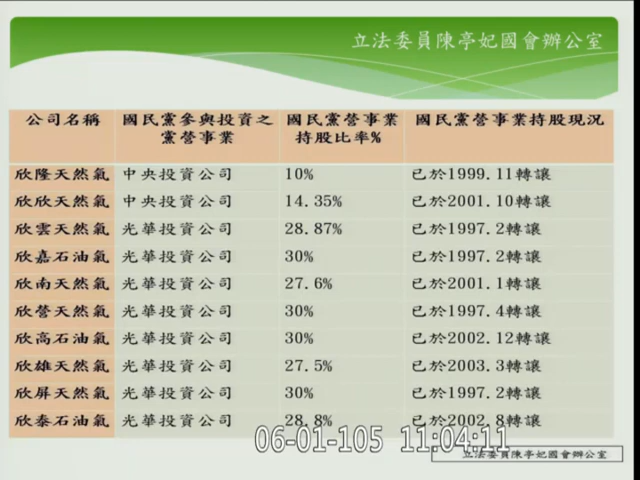 立法委員陳亭妃國會辦公室
公司名稱 國民黨參與投資之黨營事業 國民黨營事業持股比率% 國民黨營事業持股現況
欣隆天然氣 中央投資公司 10% 已於1999.11轉讓
欣欣天然氣 中央投資公司 14.35% 已於2001.10轉讓
欣雲天然氣 光華投資公司 28.87% 已於1997.2轉讓
欣嘉石油氣 光華投資公司 30% 已於1997.2轉讓
欣南天然氣 光華投資公司 27.6% 已於2001.1轉讓
欣營天然氣 光華投資公司 30% 已於1997.4轉讓
欣高石油氣 光華投資公司 30% 已於2002.12轉讓
欣雄天然氣 光華投資公司 27.5% 已於2003.3轉讓
欣屏天然氣 光華投資公司 30% 已於1997.2轉讓
欣泰石油氣 光華投資公司 28.8% 已於2002.8轉讓
06-01-105 11:04:11
立法委員陳亭妃國會辦公室